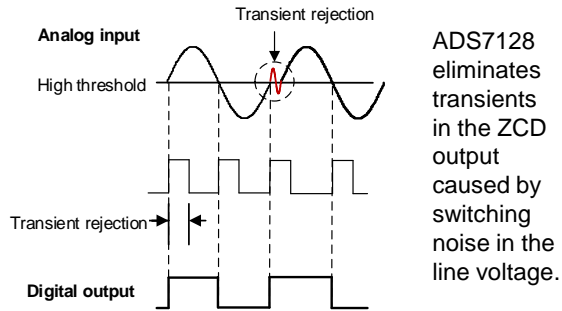 Transient rejection
Analog input
High threshold
Transient rejection
Digital output
ADS7128
eliminates
transients
in the ZCD
output
caused by
switching
noise in the
line voltage.